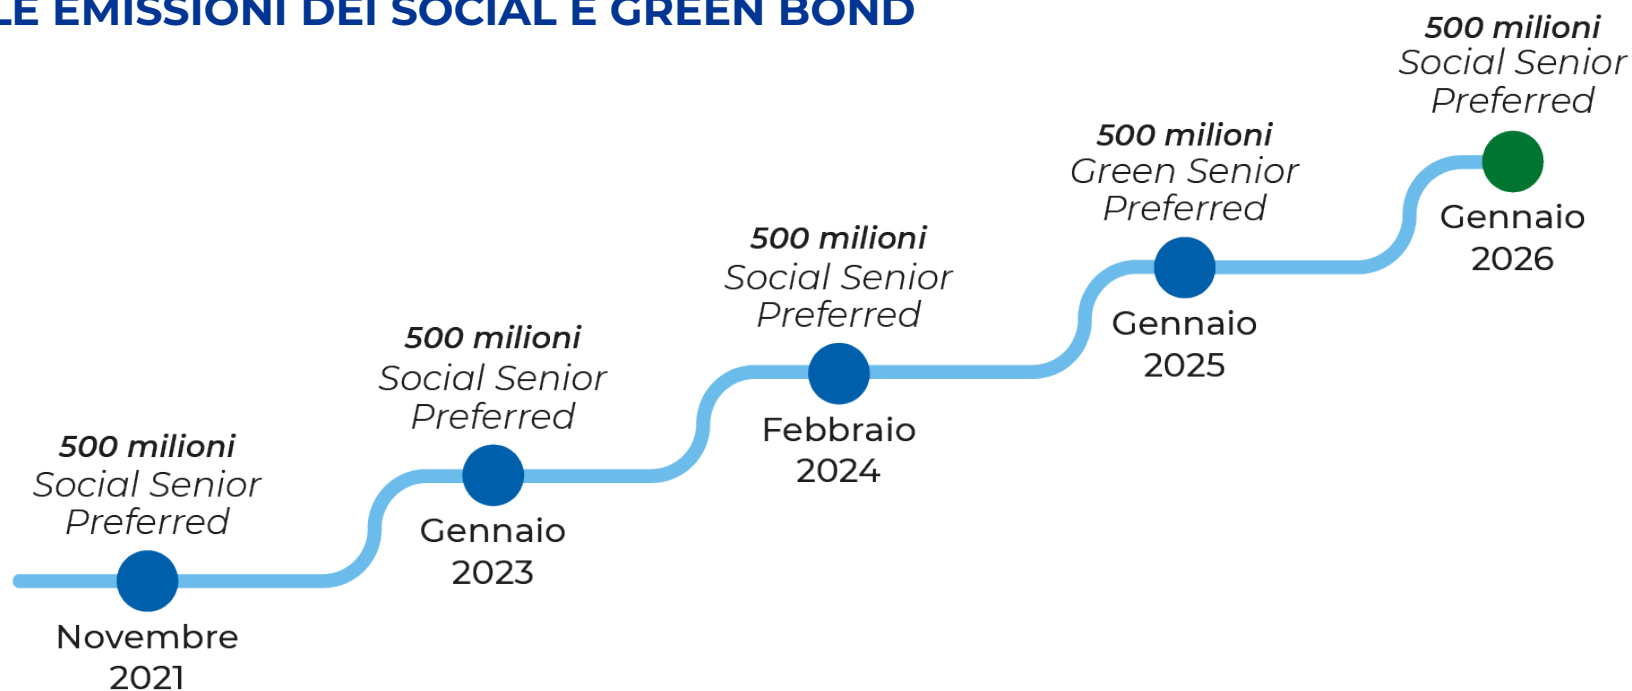 LE EMISSIONI DEI SOCIAL E GREEN BOND
500 milioni
Social Senior
Preferred
Novembre
2021
500 milioni
Social Senior
Preferred
Gennaio
2023
500 milioni
Social Senior
Preferred
Febbraio
2024
500 milioni
Green Senior
Preferred
Gennaio
2025
500 milioni
Social Senior
Preferred
Gennaio
2026